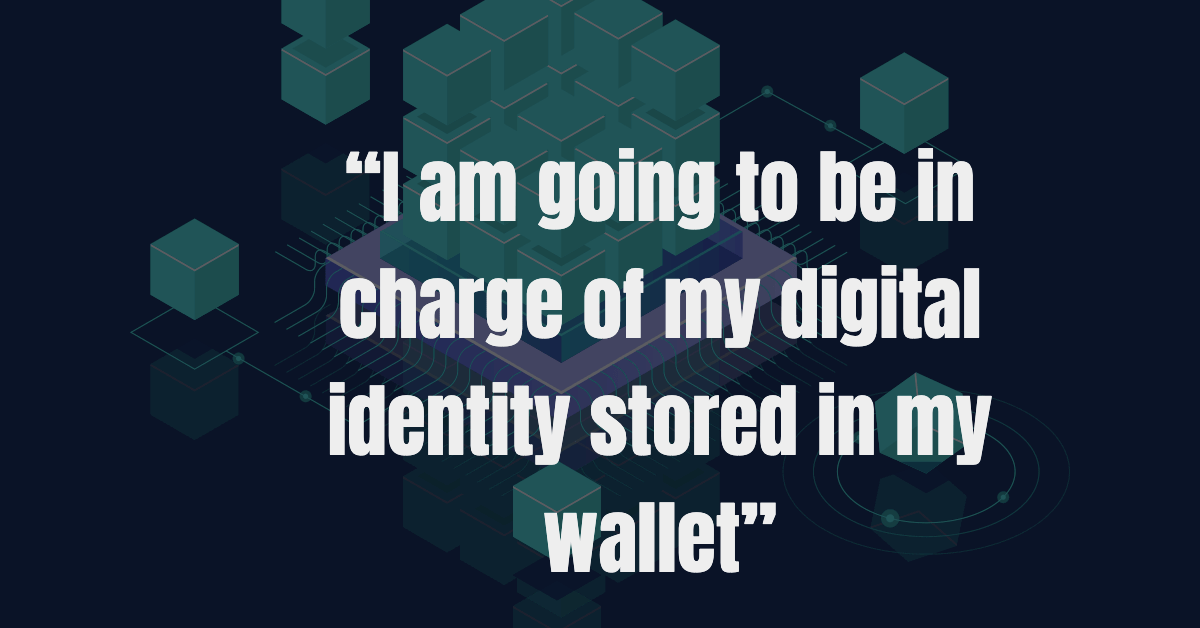 “I am going to be in
charge of my digital
identity stored in my
wallet”